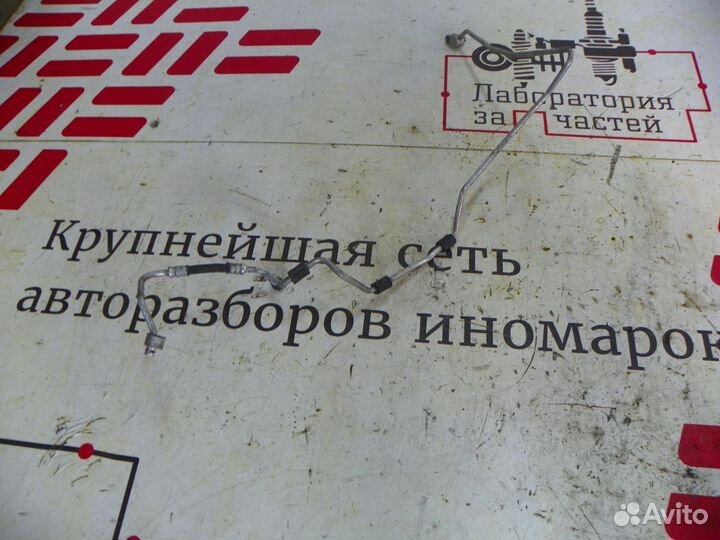 Лаборатория
за частей
Крупнейшая сеть
авторазборов иномарок
Avito